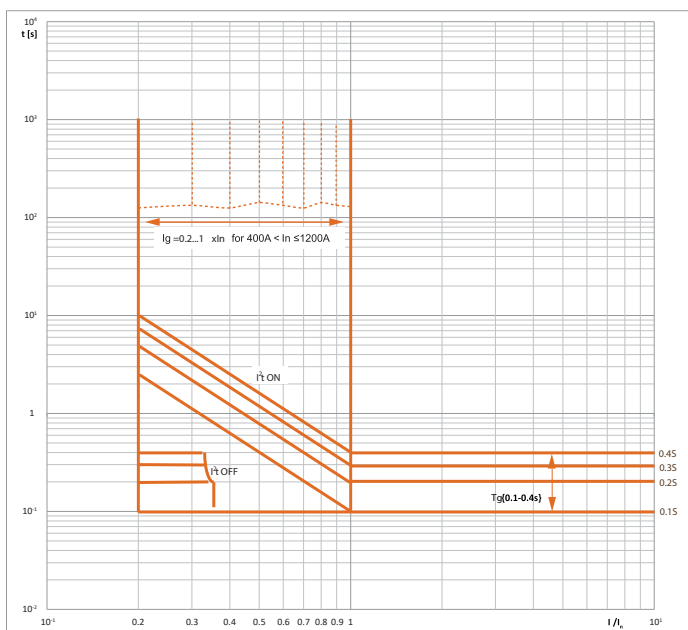 10⁴
t [s]
10³
10²
Ig =0.2...1 xIn for 400A < In ≤1200A
10¹
I²t ON
1
0.4S
I²t OFF
0.3S
0.2S
Tg(0.1-0.4s)
10⁻¹
0.1S
10⁻²
10⁻¹ 0.2 0.3 0.4 0.5 0.6 0.7 0.8 0.9 1 I /Iₙ 10¹